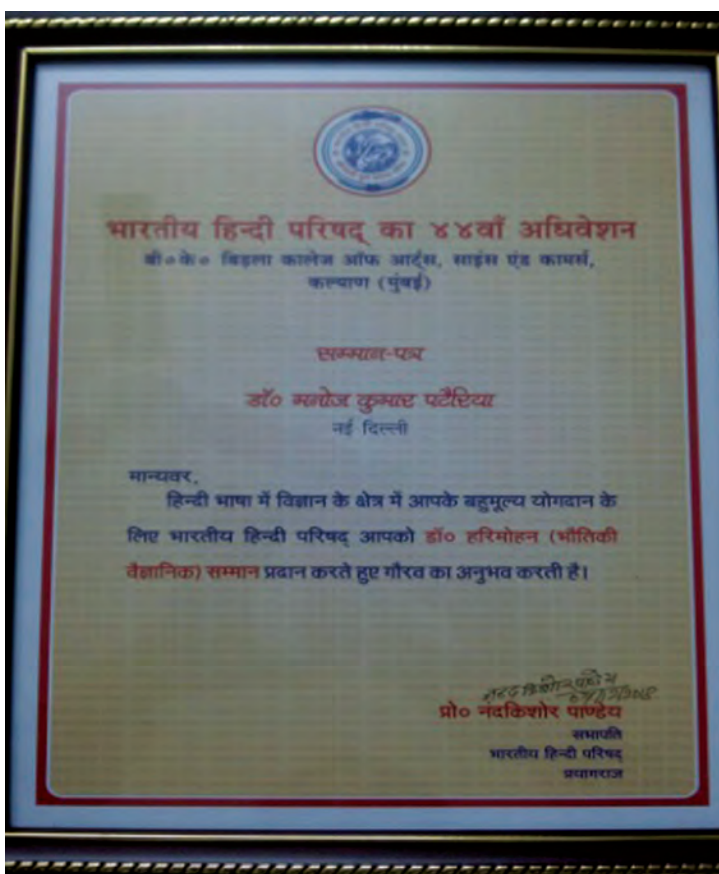 भारतीय हिन्दी परिषद् का ४४वाँ अधिवेशन
बी०के० बिड़ला कालेज ऑफ आर्ट्स, साइंस एंड कामर्स,
कल्याण (मुंबई)
सम्मान-पत्र
डॉ० मनोज कुमार पटैरिया
नई दिल्ली
मान्यवर,
हिन्दी भाषा में विज्ञान के क्षेत्र में आपके बहुमूल्य योगदान के
लिए भारतीय हिन्दी परिषद् आपको डॉ० हरिमोहन (भौतिकी
वैज्ञानिक) सम्मान प्रदान करते हुए गौरव का अनुभव करती है।
प्रो० नंदकिशोर पाण्डेय
सभापति
भारतीय हिन्दी परिषद्
प्रयागराज